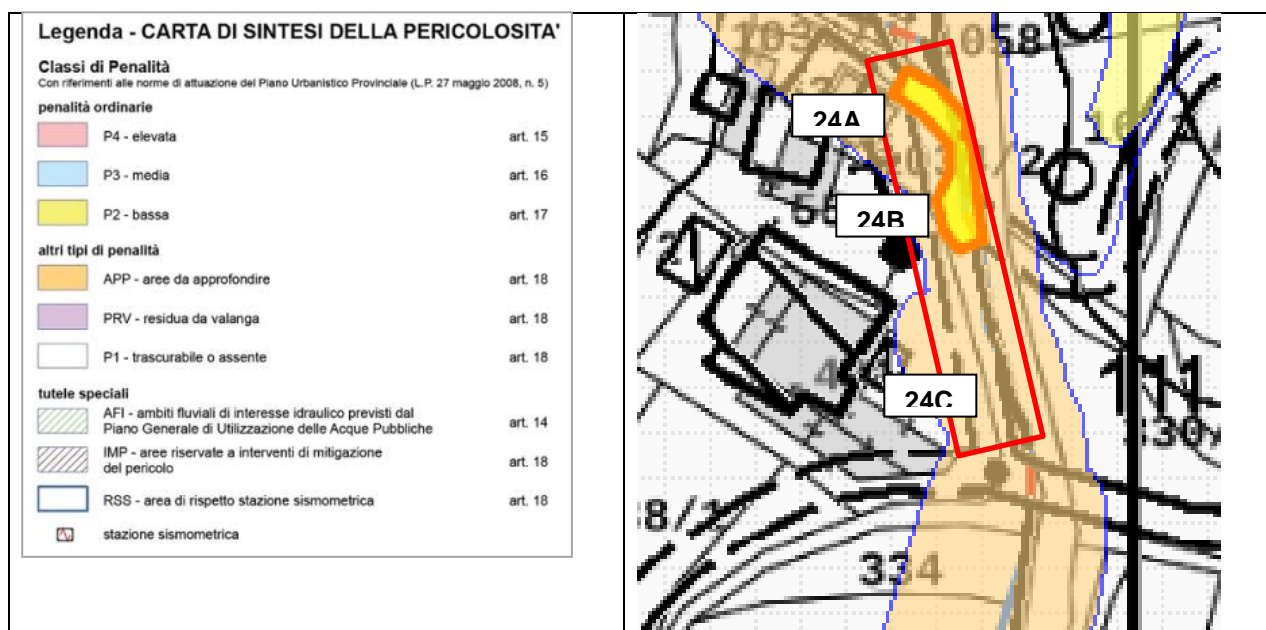 Legenda - CARTA DI SINTESI DELLA PERICOLOSITA'
Classi di Penalità
Con riferimenti alle norme di attuazione del Piano Urbanistico Provinciale (L.P. 27 maggio 2008, n. 5)
penalità ordinarie
P4 - elevata art. 15
P3 - media art. 16
P2 - bassa art. 17
altri tipi di penalità
APP - aree da approfondire art. 18
PRV - residua da valanga art. 18
P1 - trascurabile o assente art. 18
tutele speciali
AFI - ambiti fluviali di interesse idraulico previsti dal
Piano Generale di Utilizzazione delle Acque Pubbliche art. 14
IMP - aree riservate a interventi di mitigazione
del pericolo art. 18
RSS - area di rispetto stazione sismometrica art. 18
stazione sismometrica
24A
24B
24C
334